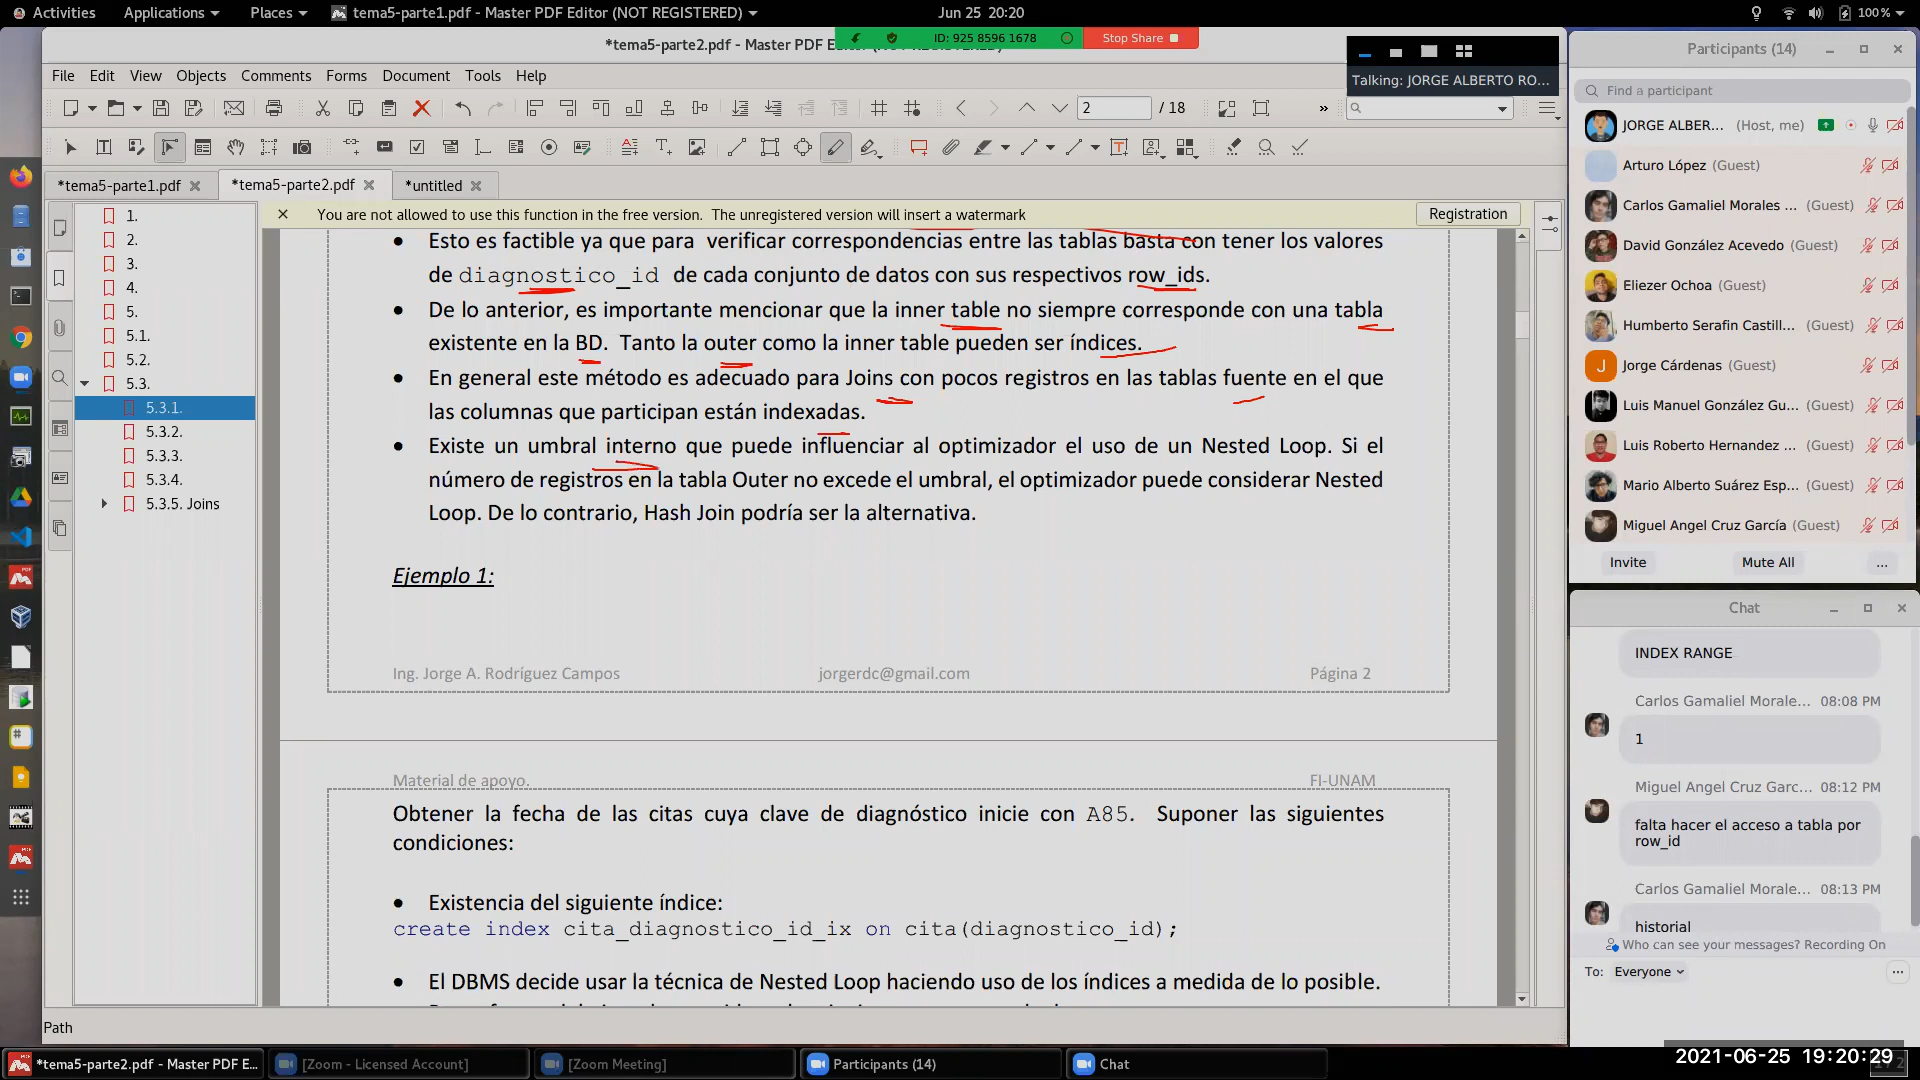 Activities
Applications
Places
tema5-parte1.pdf - Master PDF Editor (NOT REGISTERED)
Jun 25 20:20
100%
*tema5-parte2.pdf - Master PDF
ID: 925 8596 1678
Stop Share
Talking: JORGE ALBERTO RO...
File Edit View Objects Comments Forms Document Tools Help
2 / 18
*tema5-parte1.pdf
*tema5-parte2.pdf
*untitled
You are not allowed to use this function in the free version. The unregistered version will insert a watermark
Registration
1.
2.
3.
4.
5.
5.1.
5.2.
5.3.
5.3.1.
5.3.2.
5.3.3.
5.3.4.
5.3.5. Joins
• Esto es factible ya que para verificar correspondencias entre las tablas basta con tener los valores
de diagnostico_id de cada conjunto de datos con sus respectivos row_ids.
• De lo anterior, es importante mencionar que la inner table no siempre corresponde con una tabla
existente en la BD. Tanto la outer como la inner table pueden ser índices.
• En general este método es adecuado para Joins con pocos registros en las tablas fuente en el que
las columnas que participan están indexadas.
• Existe un umbral interno que puede influenciar al optimizador el uso de un Nested Loop. Si el
número de registros en la tabla Outer no excede el umbral, el optimizador puede considerar Nested
Loop. De lo contrario, Hash Join podría ser la alternativa.
Ejemplo 1:
Ing. Jorge A. Rodríguez Campos
jorgerdc@gmail.com
Página 2
Material de apoyo.
FI-UNAM
Obtener la fecha de las citas cuya clave de diagnóstico inicie con A85. Suponer las siguientes
condiciones:
• Existencia del siguiente índice:
create index cita_diagnostico_id_ix on cita(diagnostico_id);
• El DBMS decide usar la técnica de Nested Loop haciendo uso de los índices a medida de lo posible.
Path
Participants (14)
Find a participant
JORGE ALBER... (Host, me)
Arturo López (Guest)
Carlos Gamaliel Morales ... (Guest)
David González Acevedo (Guest)
Eliezer Ochoa (Guest)
Humberto Serafin Castill... (Guest)
J
Jorge Cárdenas (Guest)
Luis Manuel González Gu... (Guest)
Luis Roberto Hernandez ... (Guest)
Mario Alberto Suárez Esp... (Guest)
Miguel Angel Cruz García (Guest)
Invite
Mute All
...
Chat
INDEX RANGE
Carlos Gamaliel Morale... 08:08 PM
1
Miguel Angel Cruz Garc... 08:12 PM
falta hacer el acceso a tabla por
row_id
Carlos Gamaliel Morale... 08:13 PM
historial
Who can see your messages? Recording On
To: Everyone
*tema5-parte2.pdf - Master PDF E...
[Zoom - Licensed Account]
[Zoom Meeting]
Participants (14)
Chat
2021-06-25 19:20:29